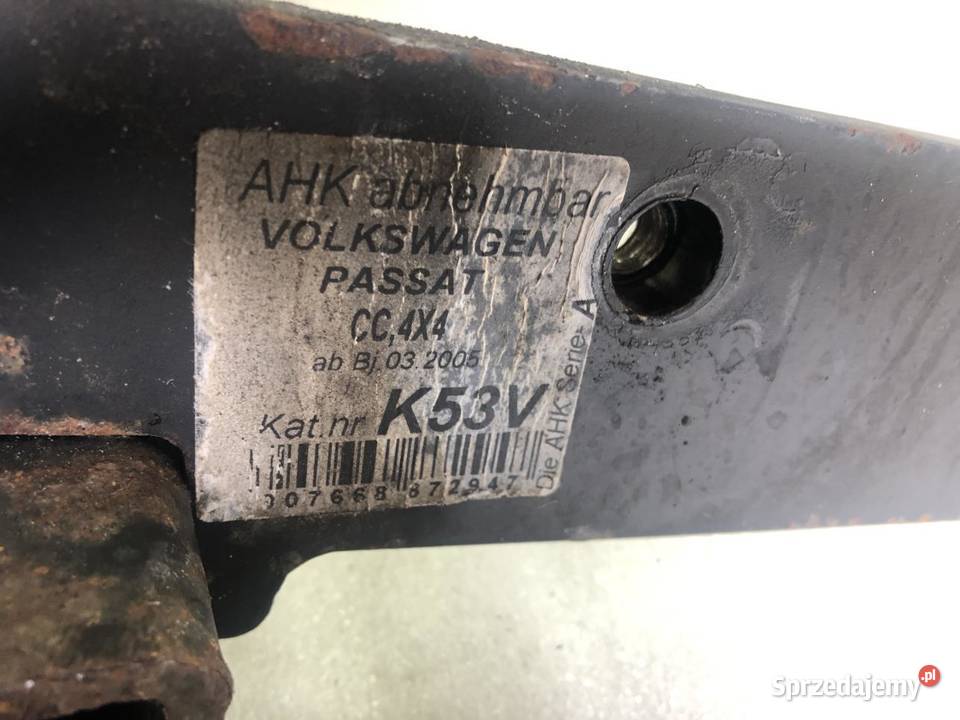 AHK abnehmbar
VOLKSWAGEN
PASSAT
CC,4X4
ab Bj.03.2005
Kat.nr K53V
007668 872947
Die AHK Serie- A
Sprzedajemy.pl